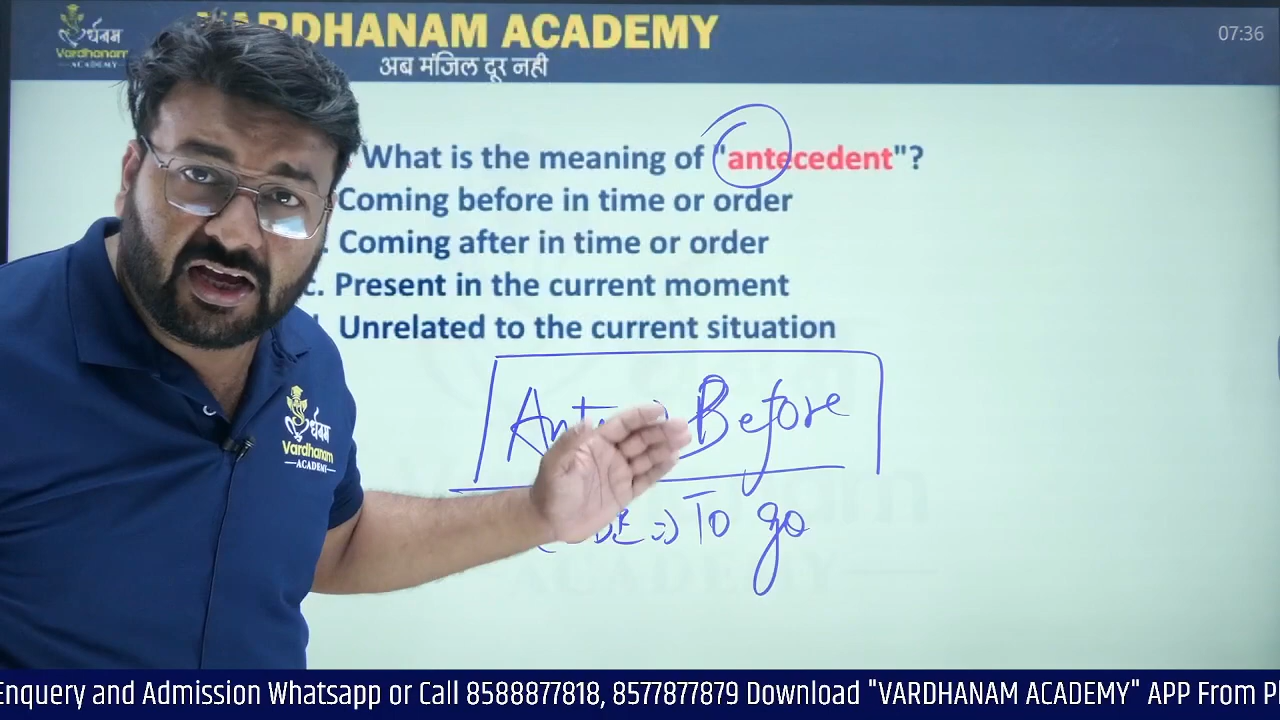 धनम
Vardhanam
ACADEMY
VARDHANAM ACADEMY
अब मंजिल दूर नही
07:36
What is the meaning of "antecedent"?
Coming before in time or order
Coming after in time or order
c. Present in the current moment
Unrelated to the current situation
Before
=) To go
Vardhanam
ACADEMY
Enquery and Admission Whatsapp or Call 8588877818, 8577877879 Download "VARDHANAM ACADEMY" APP From